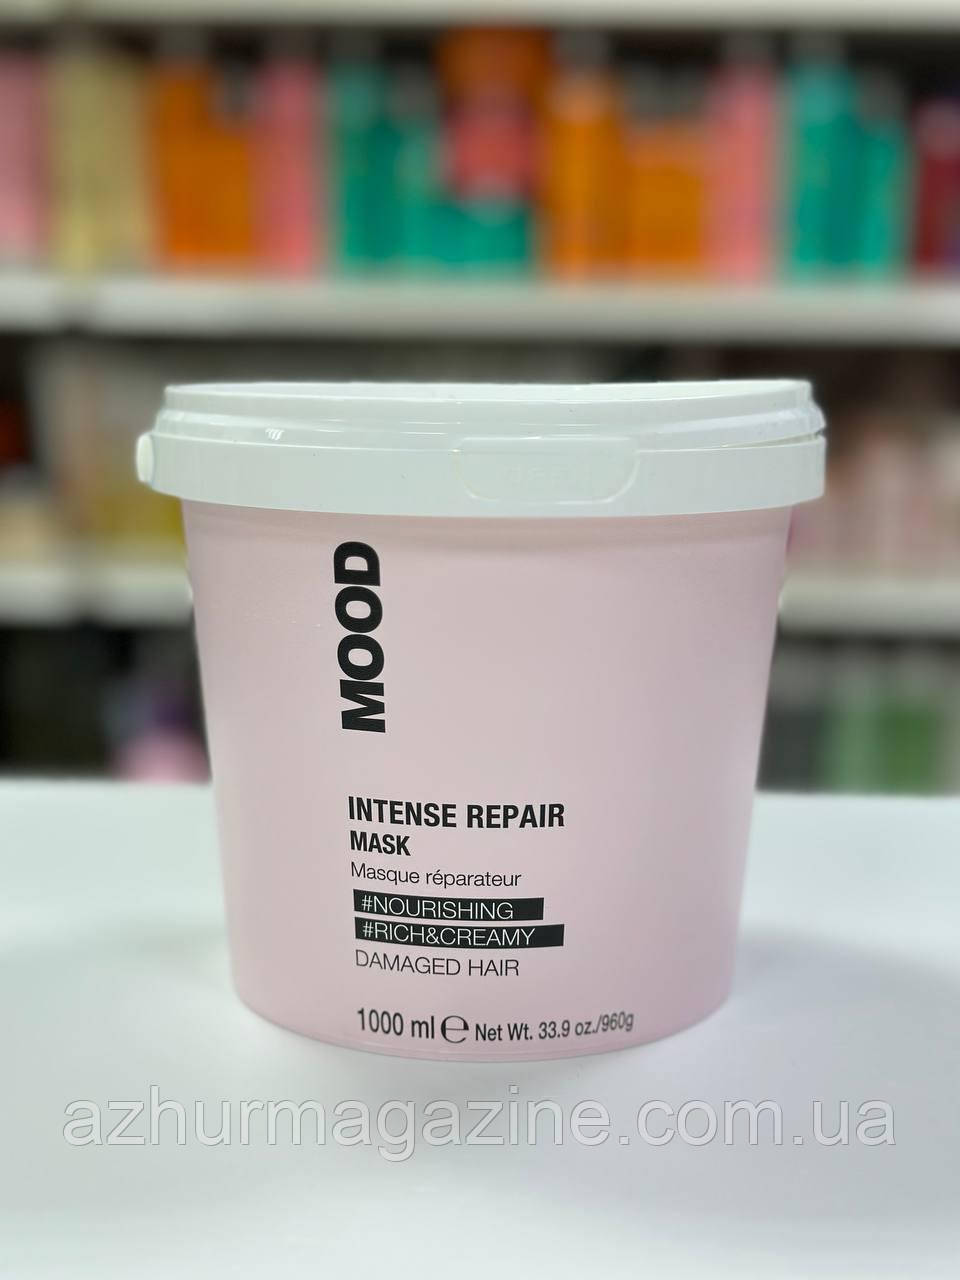 MOOD
INTENSE REPAIR
MASK
Masque réparateur
#NOURISHING
#RICH&CREAMY
DAMAGED HAIR
1000 ml ℮ Net Wt. 33.9 oz./960g
azhurmagazine.com.ua